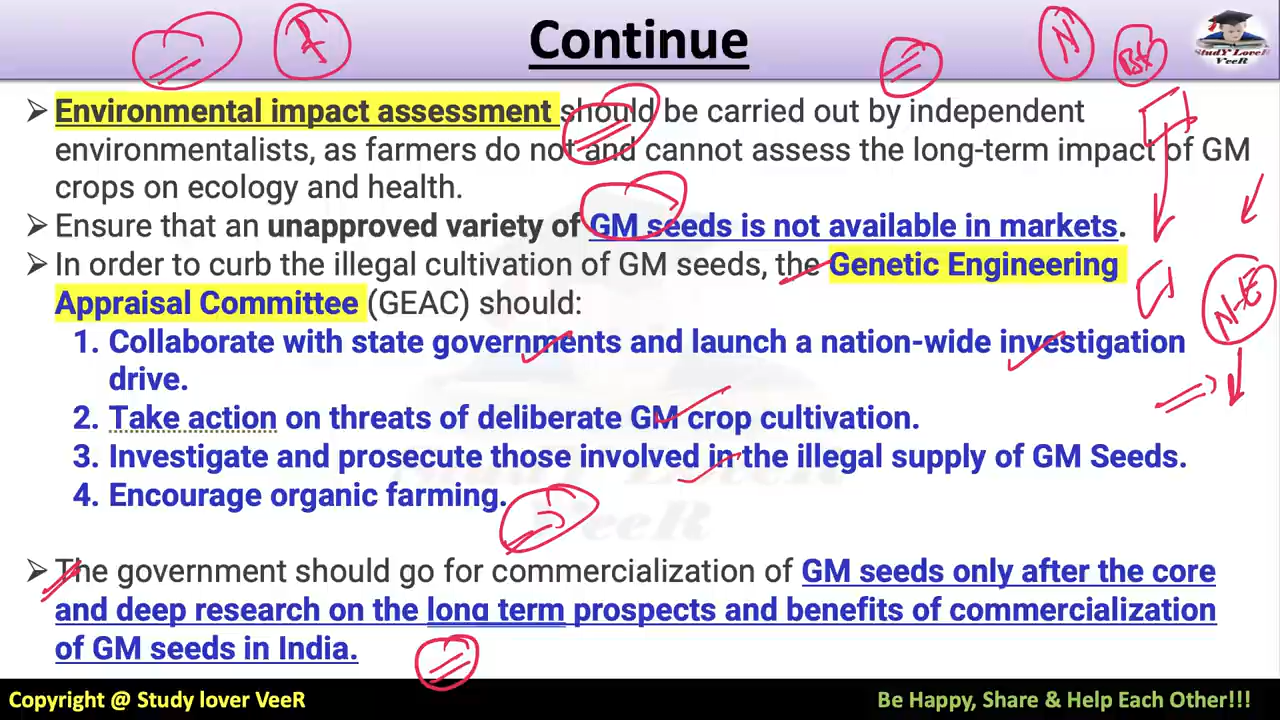 Continue
StudY LoveR
VeeR
N
Bt
➢ Environmental impact assessment should be carried out by independent
environmentalists, as farmers do not and cannot assess the long-term impact of GM
crops on ecology and health.
➢ Ensure that an unapproved variety of GM seeds is not available in markets.
➢ In order to curb the illegal cultivation of GM seeds, the Genetic Engineering
Appraisal Committee (GEAC) should:
N-E
1. Collaborate with state governments and launch a nation-wide investigation
drive.
2. Take action on threats of deliberate GM crop cultivation.
3. Investigate and prosecute those involved in the illegal supply of GM Seeds.
4. Encourage organic farming.
StudY LoveR
VeeR
➢ The government should go for commercialization of GM seeds only after the core
and deep research on the long term prospects and benefits of commercialization
of GM seeds in India.
Copyright @ Study lover VeeR
Be Happy, Share & Help Each Other!!!